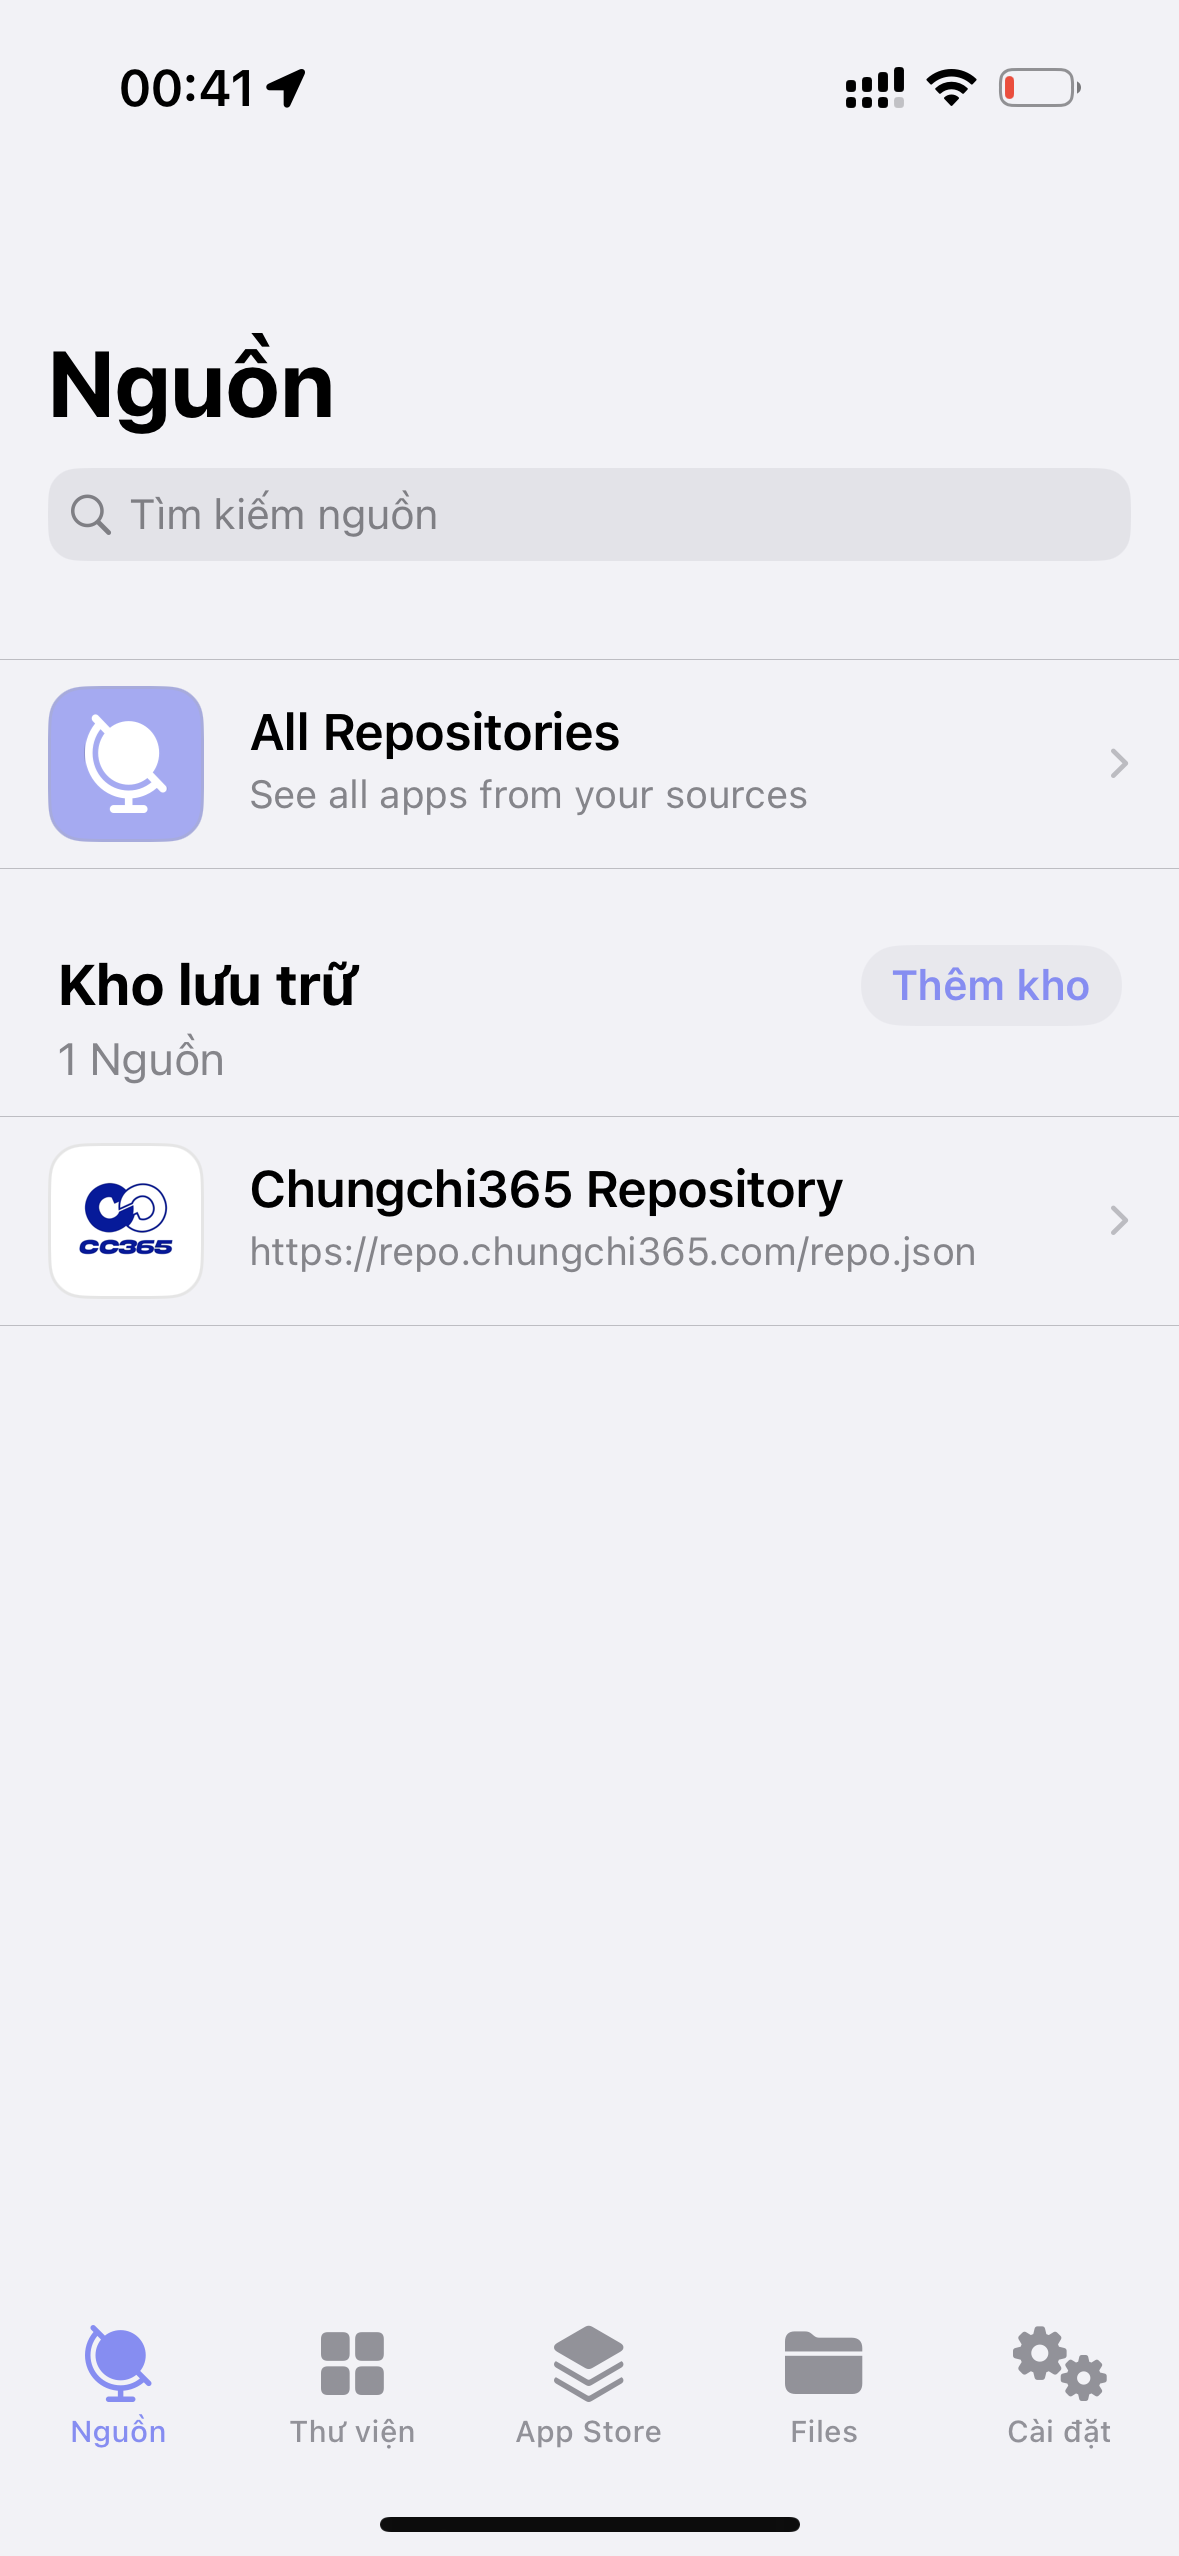 00:41
Nguồn
Tìm kiếm nguồn
All Repositories
See all apps from your sources
Kho lưu trữ
Thêm kho
1 Nguồn
CC365
Chungchi365 Repository
https://repo.chungchi365.com/repo.json
Nguồn
Thư viện
App Store
Files
Cài đặt